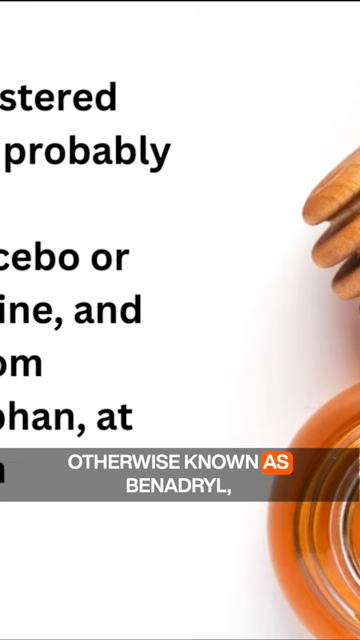 stered
probably
cebo or
ine, and
om
phan, at
OTHERWISE KNOWN AS
BENADRYL,